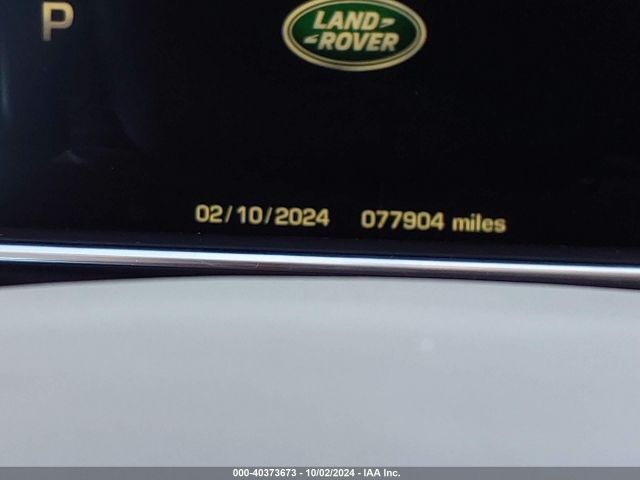 P
LAND
ROVER
02/10/2024 077904 miles
000-40373673 - 10/02/2024 - IAA Inc.